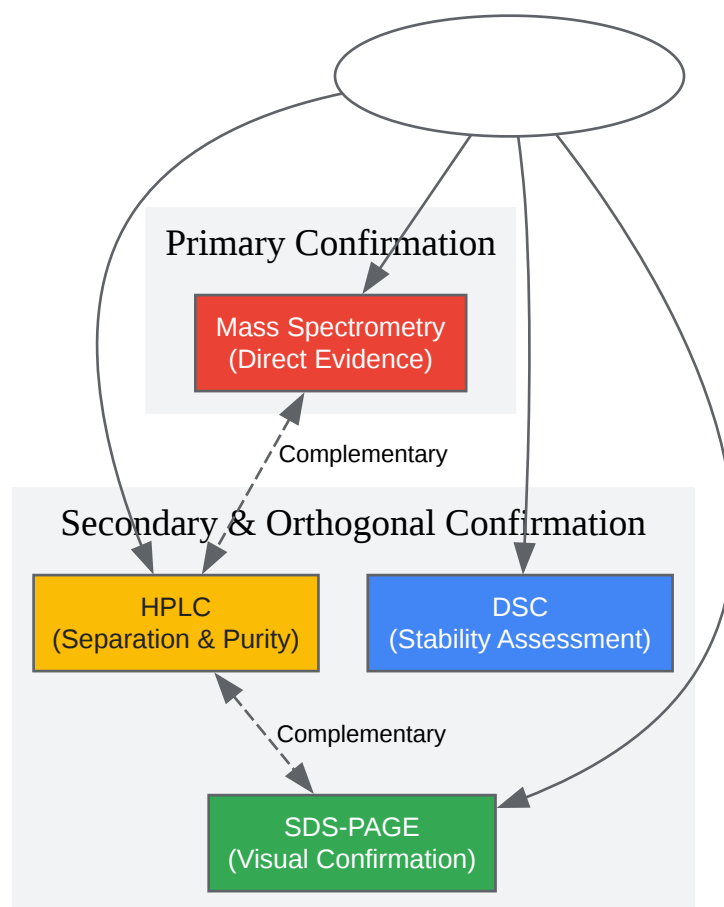 Primary Confirmation
Mass Spectrometry
(Direct Evidence)
Complementary
Secondary & Orthogonal Confirmation
HPLC
(Separation & Purity)
DSC
(Stability Assessment)
Complementary
SDS-PAGE
(Visual Confirmation)